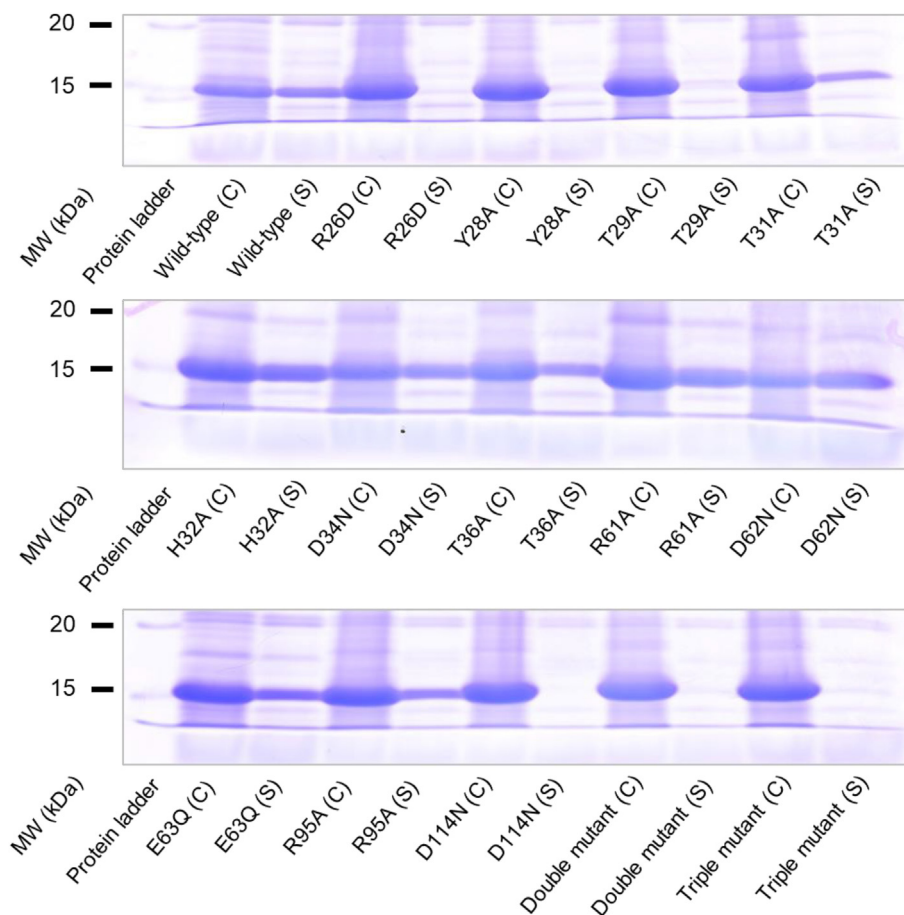 20
15
MW (kDa)
Protein ladder
Wild-type (C)
Wild-type (S)
R26D (C)
R26D (S)
Y28A (C)
Y28A (S)
T29A (C)
T29A (S)
T31A (C)
T31A (S)
20
15
MW (kDa)
Protein ladder
H32A (C)
H32A (S)
D34N (C)
D34N (S)
T36A (C)
T36A (S)
R61A (C)
R61A (S)
D62N (C)
D62N (S)
20
15
MW (kDa)
Protein ladder
E63Q (C)
E63Q (S)
R95A (C)
R95A (S)
D114N (C)
D114N (S)
Double mutant (C)
Double mutant (S)
Triple mutant (C)
Triple mutant (S)